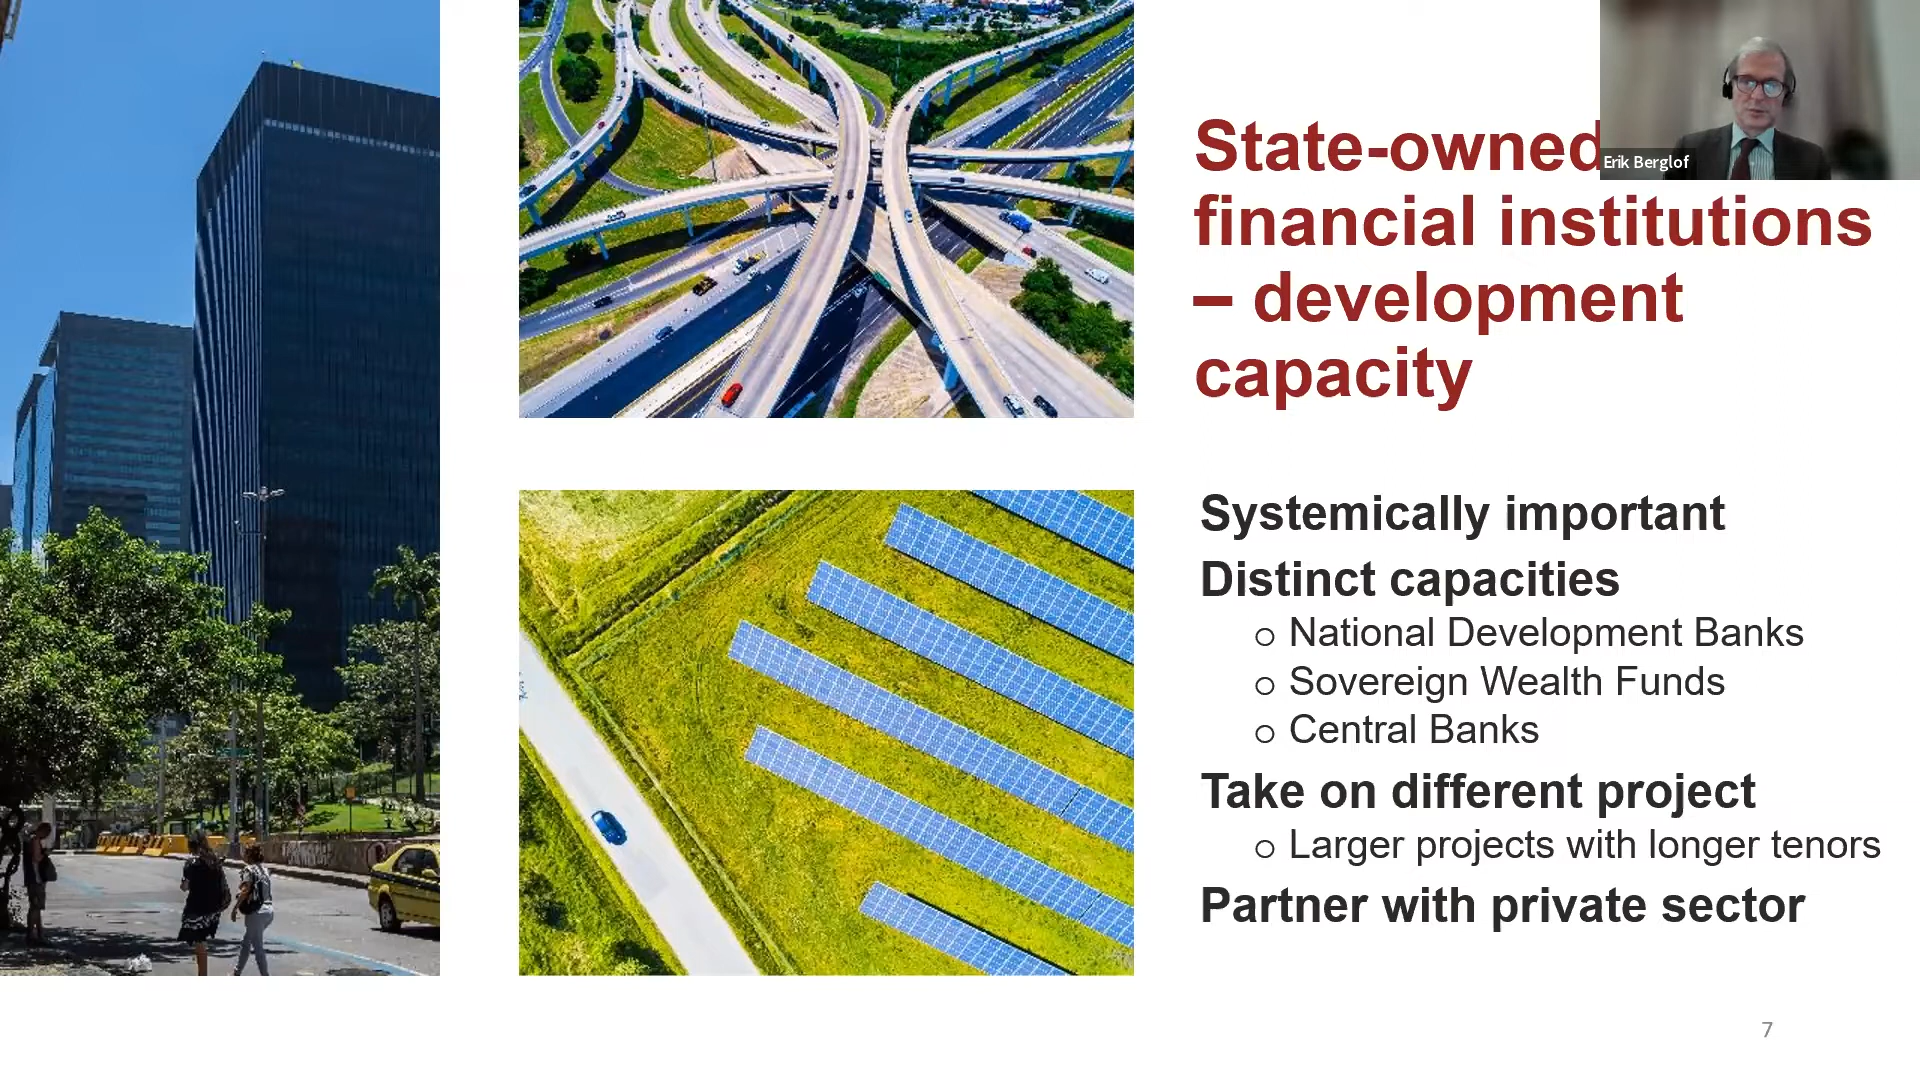 State-owned
financial institutions
– development
capacity
Erik Berglof
Systemically important
Distinct capacities
o National Development Banks
o Sovereign Wealth Funds
o Central Banks
Take on different project
o Larger projects with longer tenors
Partner with private sector
7